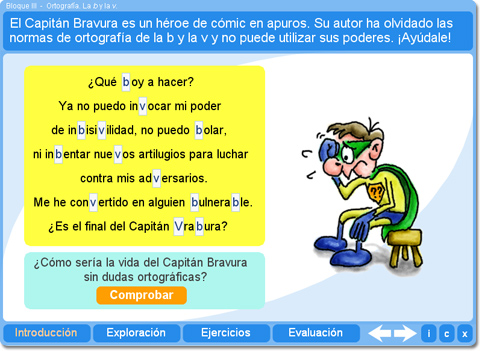 Bloque III - Ortografía. La b y la v.
El Capitán Bravura es un héroe de cómic en apuros. Su autor ha olvidado las
normas de ortografía de la b y la v y no puede utilizar sus poderes. ¡Ayúdale!
¿Qué boy a hacer?
Ya no puedo invocar mi poder
de inbisivilidad, no puedo bolar,
ni inbentar nuevos artilugios para luchar
contra mis adversarios.
Me he convertido en alguien bulnerable.
¿Es el final del Capitán Vrabura?
??
¿Cómo sería la vida del Capitán Bravura
sin dudas ortográficas?
Comprobar
Introducción Exploración Ejercicios Evaluación i c x